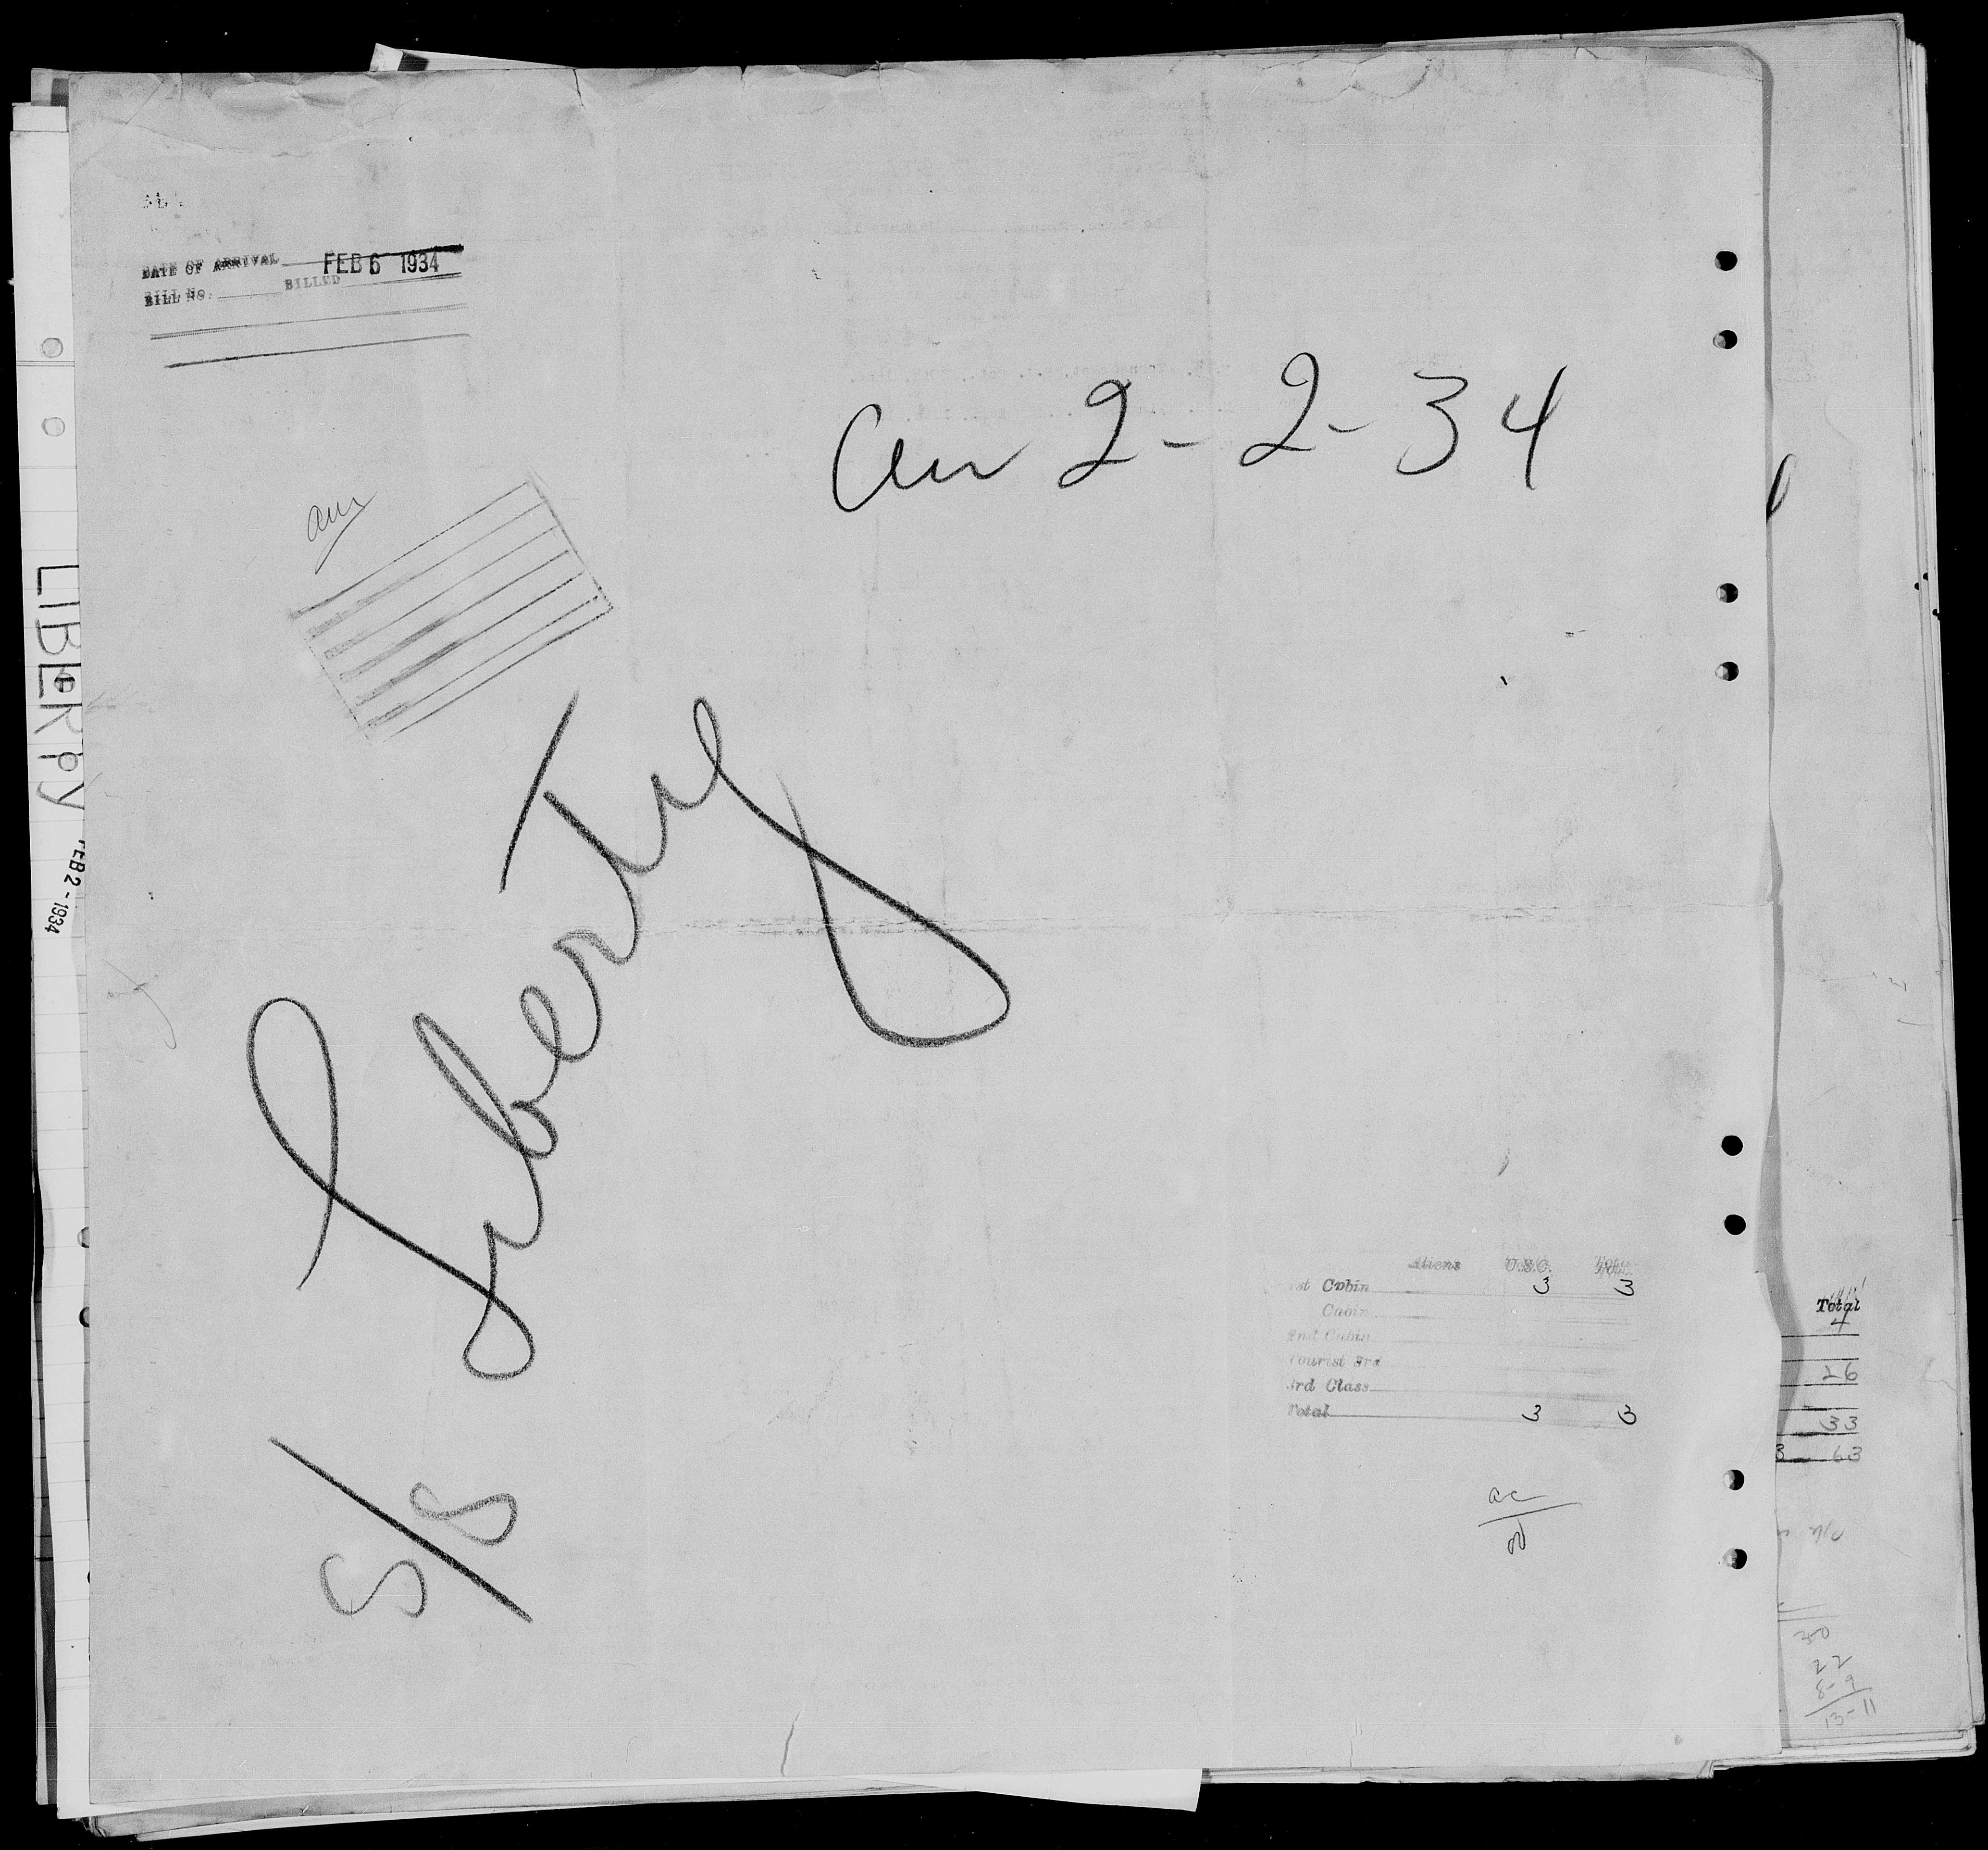 DATE OF ARRIVAL FEB 6 1934
BILL No. BILLED
arr 2-2-34
arr
LIBERTY
FEB 2-1934
S/S Liberty
Aliens U.S.C. Total
1st Cabin 3 3
Cabin
2nd Cabin
Tourist 3rd
3rd Class
Total 3 3
Total
4
26
33
3 63
30
22
8-9
13-11